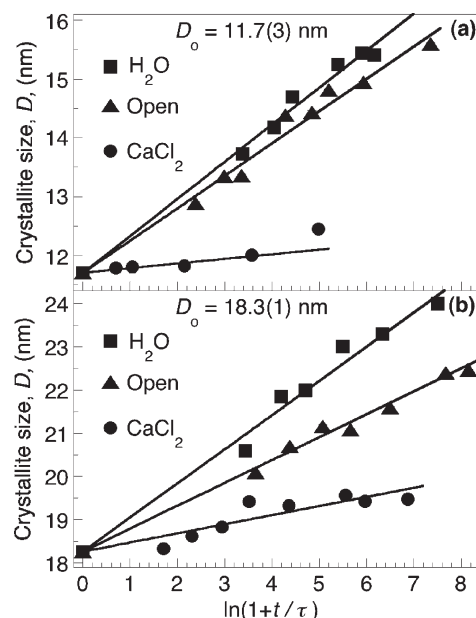 16
15
14
13
12
Crystallite size, D, (nm)
Dₒ = 11.7(3) nm
(a)
H₂O
Open
CaCl₂
24
23
22
21
20
19
18
Crystallite size, D, (nm)
Dₒ = 18.3(1) nm
(b)
H₂O
Open
CaCl₂
0 1 2 3 4 5 6 7 8
ln(1+t/τ)